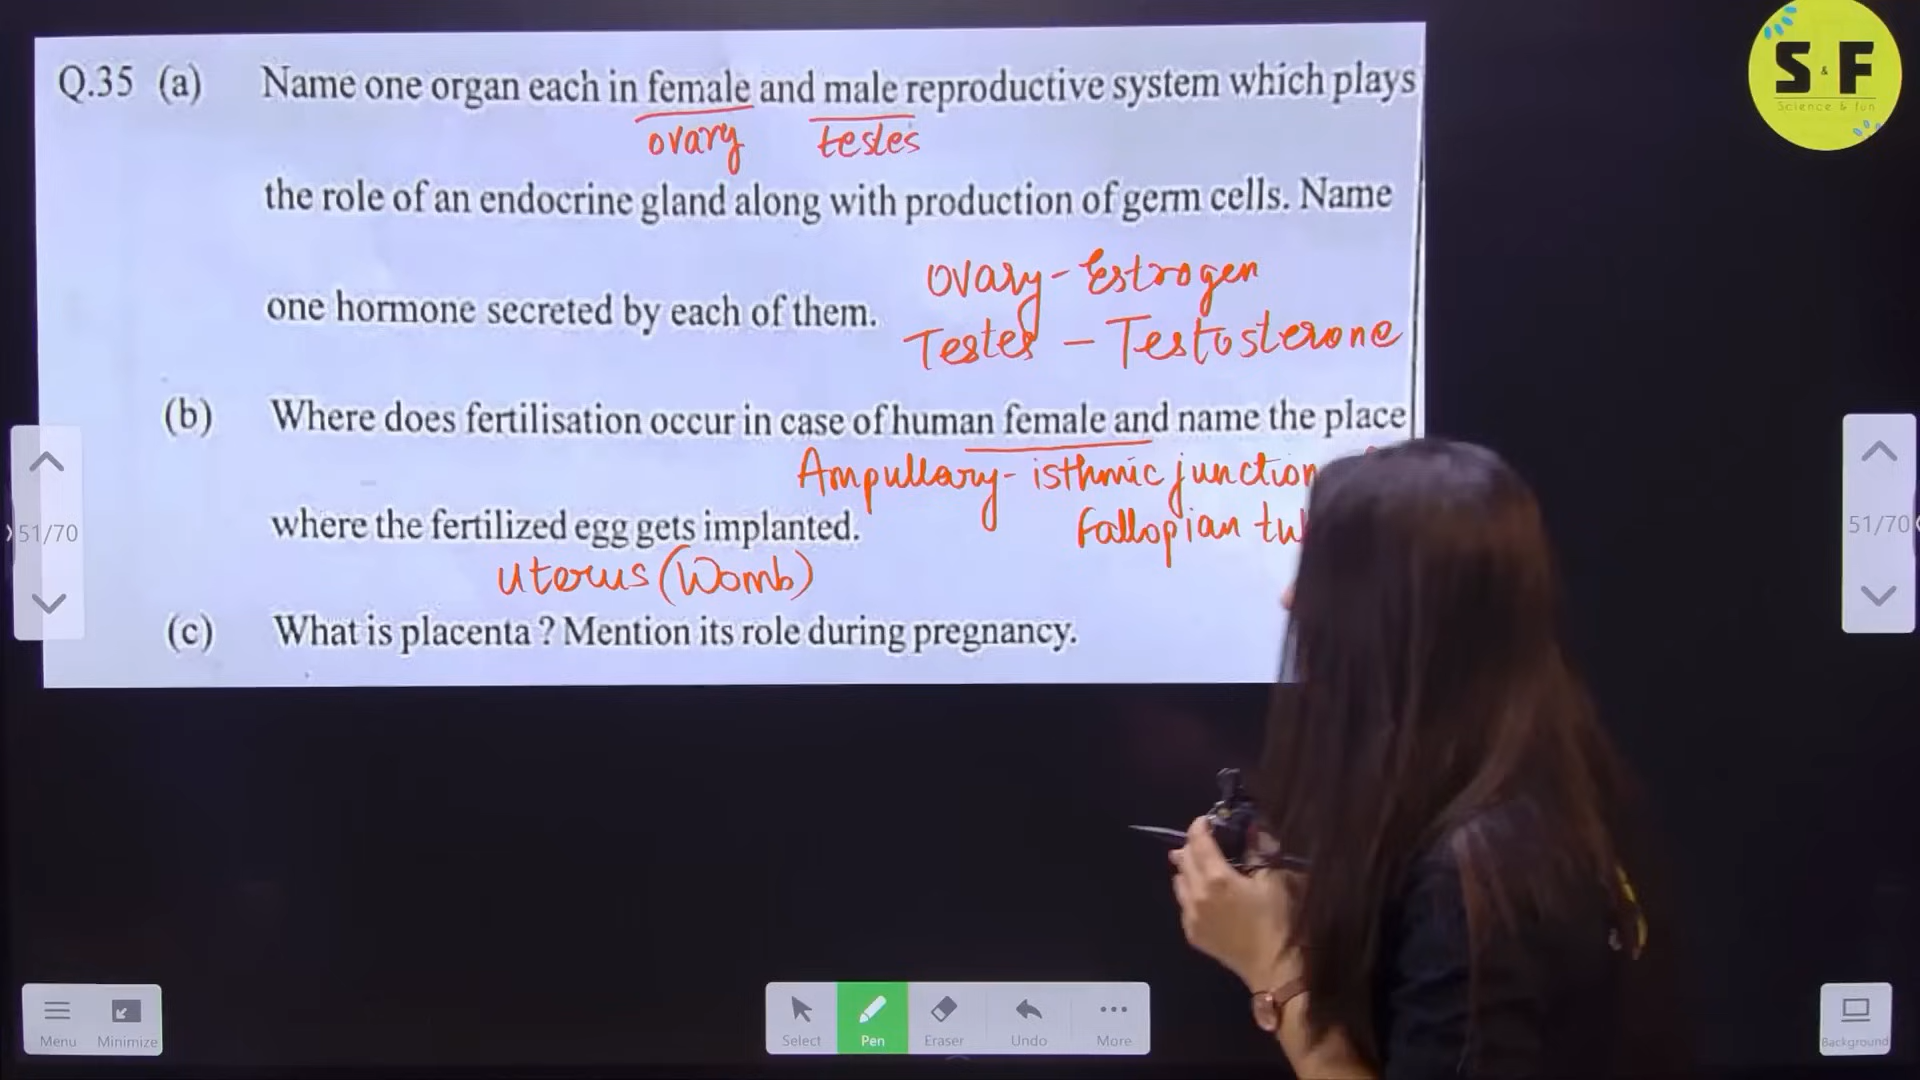 Q.35 (a) Name one organ each in female and male reproductive system which plays
ovary testes
the role of an endocrine gland along with production of germ cells. Name
Ovary - Estrogen
one hormone secreted by each of them.
Testes - Testosterone
(b) Where does fertilisation occur in case of human female and name the place
Ampullary - isthmic junction
where the fertilized egg gets implanted.
Fallopian
Uterus (Womb)
(c) What is placenta ? Mention its role during pregnancy.
S & F
Science & fun
51/70
51/70
Menu Minimize
Select Pen Eraser Undo More
Background